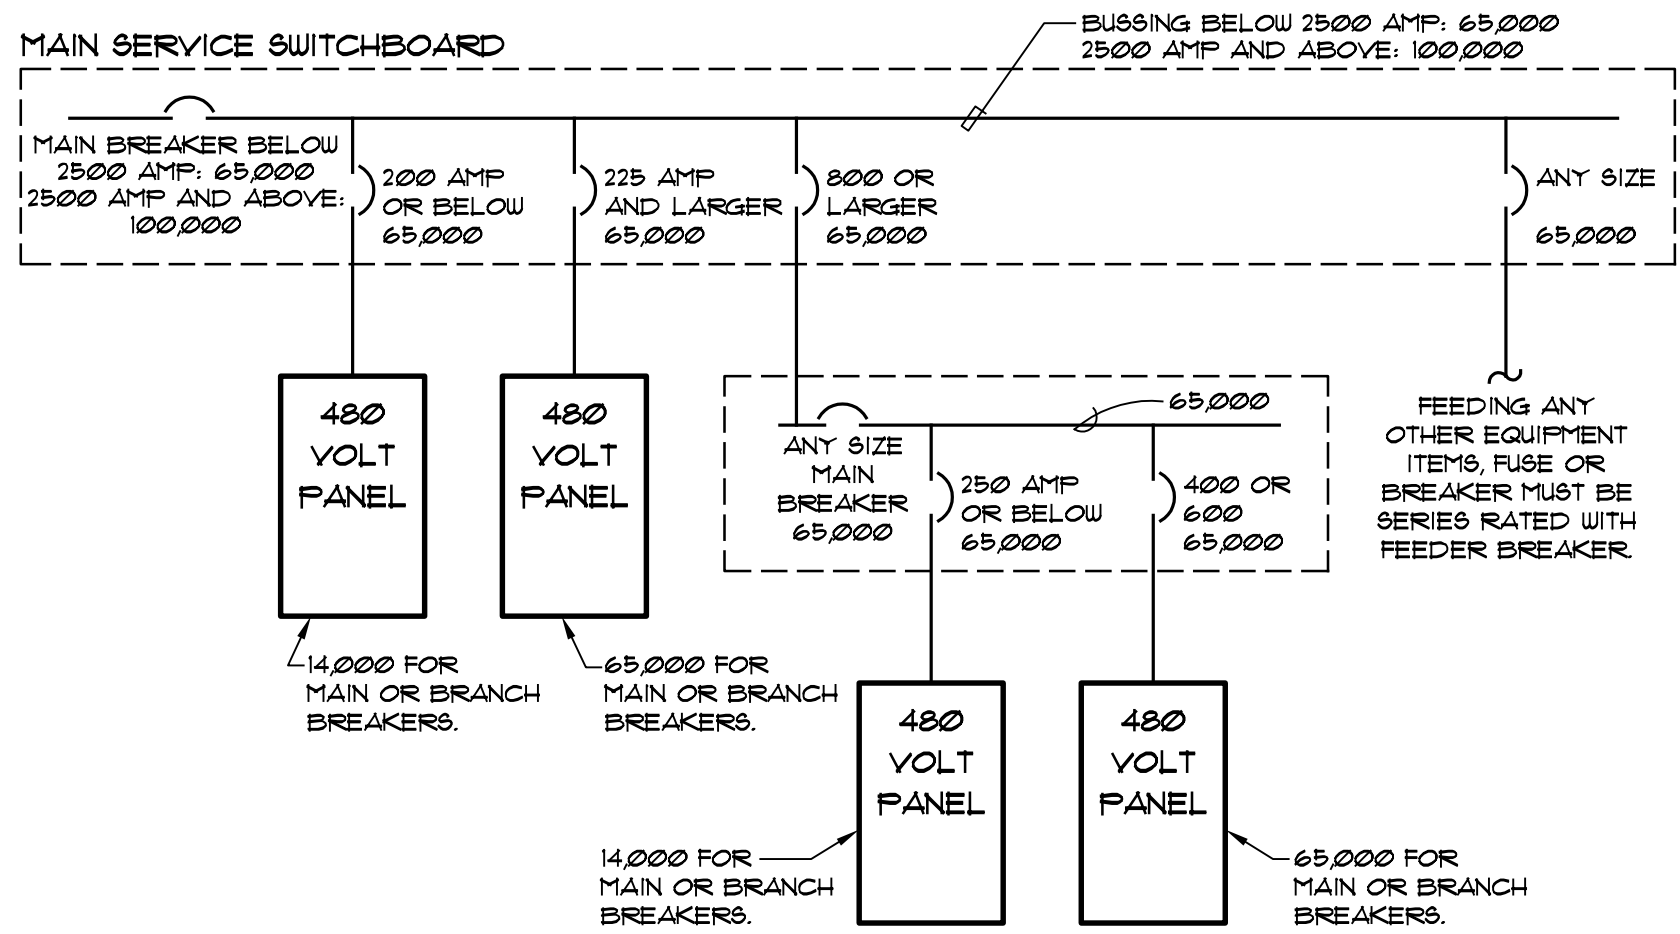 MAIN SERVICE SWITCHBOARD
BUSSING BELOW 2500 AMP: 65,000
2500 AMP AND ABOVE: 100,000
MAIN BREAKER BELOW
2500 AMP: 65,000
2500 AMP AND ABOVE:
100,000
200 AMP
OR BELOW
65,000
225 AMP
AND LARGER
65,000
800 OR
LARGER
65,000
ANY SIZE
65,000
480
VOLT
PANEL
480
VOLT
PANEL
65,000
ANY SIZE
MAIN
BREAKER
65,000
250 AMP
OR BELOW
65,000
400 OR
600
65,000
FEEDING ANY
OTHER EQUIPMENT
ITEMS, FUSE OR
BREAKER MUST BE
SERIES RATED WITH
FEEDER BREAKER.
14,000 FOR
MAIN OR BRANCH
BREAKERS.
65,000 FOR
MAIN OR BRANCH
BREAKERS.
480
VOLT
PANEL
480
VOLT
PANEL
14,000 FOR
MAIN OR BRANCH
BREAKERS.
65,000 FOR
MAIN OR BRANCH
BREAKERS.